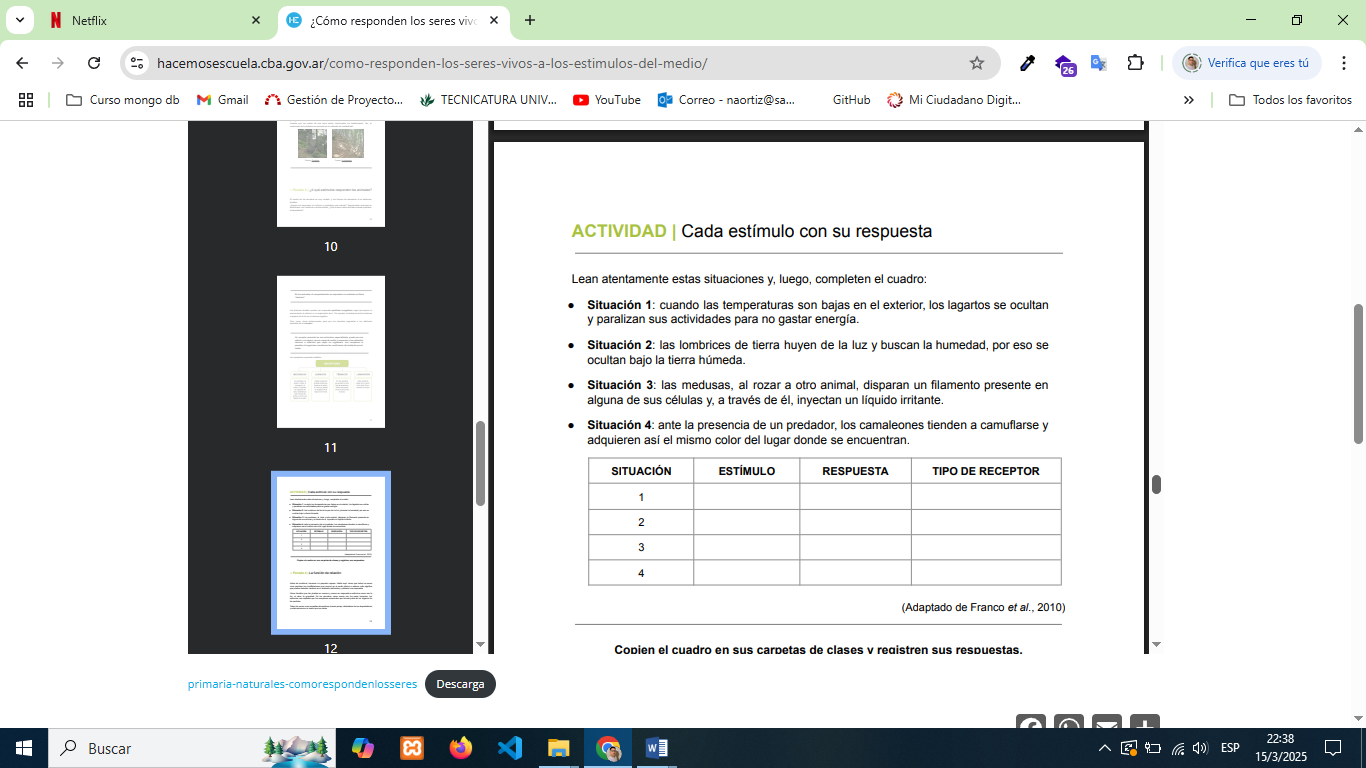 Netflix
¿Cómo responden los seres vivo
hacemosescuela.cba.gov.ar/como-responden-los-seres-vivos-a-los-estimulos-del-medio/
26
Verifica que eres tú
Curso mongo db
Gmail
Gestión de Proyecto...
TECNICATURA UNIV...
YouTube
Correo - naortiz@sa...
GitHub
Mi Ciudadano Digit...
»
Todos los favoritos
10
11
12
ACTIVIDAD | Cada estímulo con su respuesta
Lean atentamente estas situaciones y, luego, completen el cuadro:
● Situación 1: cuando las temperaturas son bajas en el exterior, los lagartos se ocultan
y paralizan sus actividades para no gastar energía.
● Situación 2: las lombrices de tierra huyen de la luz y buscan la humedad, por eso se
ocultan bajo la tierra húmeda.
● Situación 3: las medusas, al rozar a otro animal, disparan un filamento presente en
alguna de sus células y, a través de él, inyectan un líquido irritante.
● Situación 4: ante la presencia de un predador, los camaleones tienden a camuflarse y
adquieren así el mismo color del lugar donde se encuentran.
SITUACIÓN ESTÍMULO RESPUESTA TIPO DE RECEPTOR
1
2
3
4
(Adaptado de Franco et al., 2010)
Copien el cuadro en sus carpetas de clases y registren sus respuestas.
primaria-naturales-comorespondenlosseres
Descarga
Buscar
ESP
22:38
15/3/2025